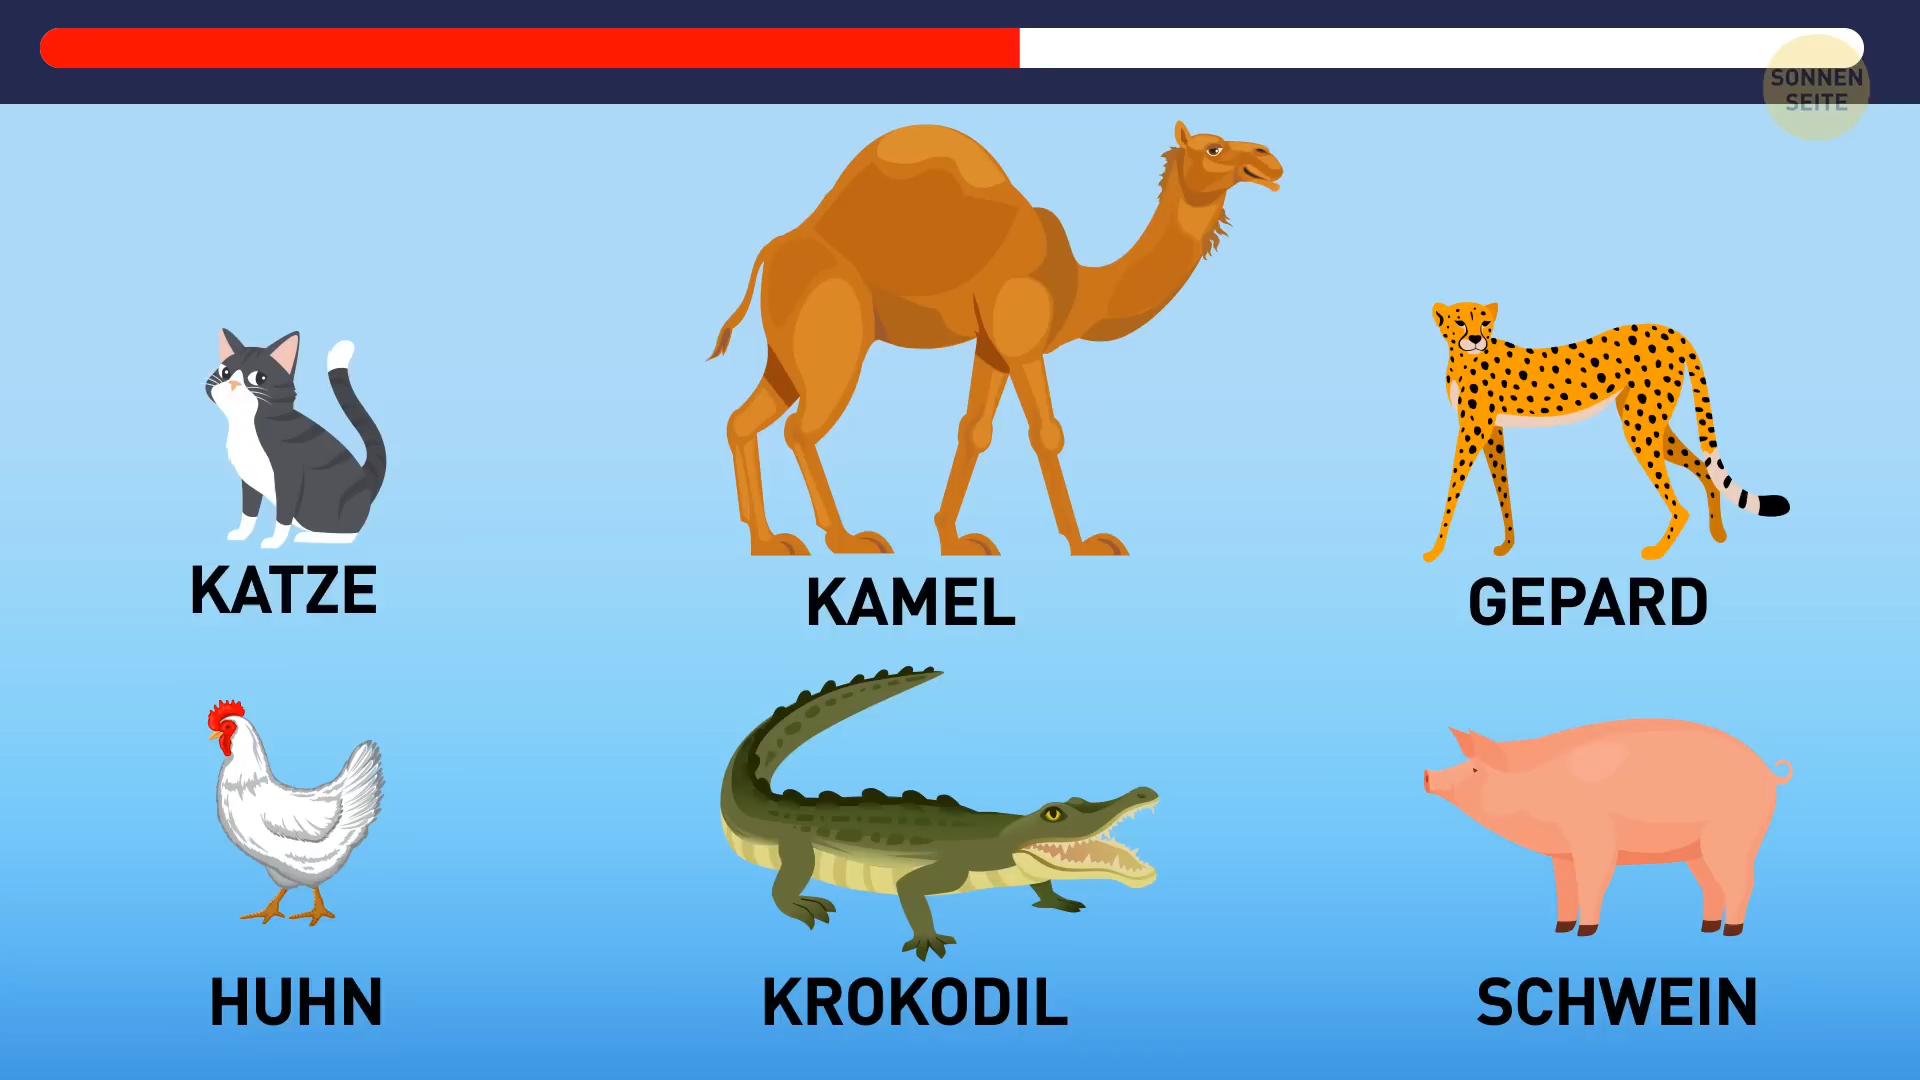 SONNEN
SEITE
KATZE
KAMEL
GEPARD
HUHN
KROKODIL
SCHWEIN